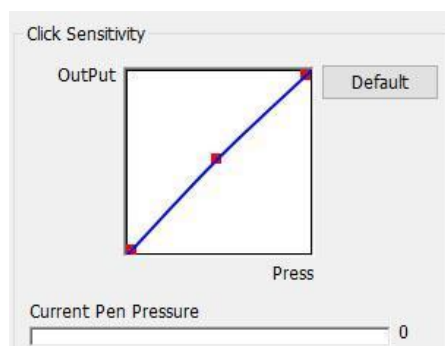 Click Sensitivity
OutPut
Default
Press
Current Pen Pressure
0